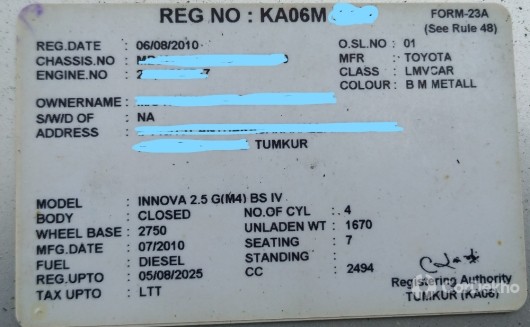 REG NO : KA06M
FORM-23A
(See Rule 48)
REG.DATE : 06/08/2010
O.SL.NO : 01
CHASSIS.NO :
MFR : TOYOTA
ENGINE.NO :
CLASS : LMVCAR
COLOUR : B M METALL
OWNERNAME :
S/W/D OF : NA
ADDRESS :
TUMKUR
MODEL : INNOVA 2.5 G(M4) BS IV
BODY : CLOSED
NO.OF CYL : 4
WHEEL BASE : 2750
UNLADEN WT : 1670
MFG.DATE : 07/2010
SEATING : 7
FUEL : DIESEL
STANDING :
REG.UPTO : 05/08/2025
CC : 2494
TAX UPTO : LTT
Registering Authority
TUMKUR (KA06)